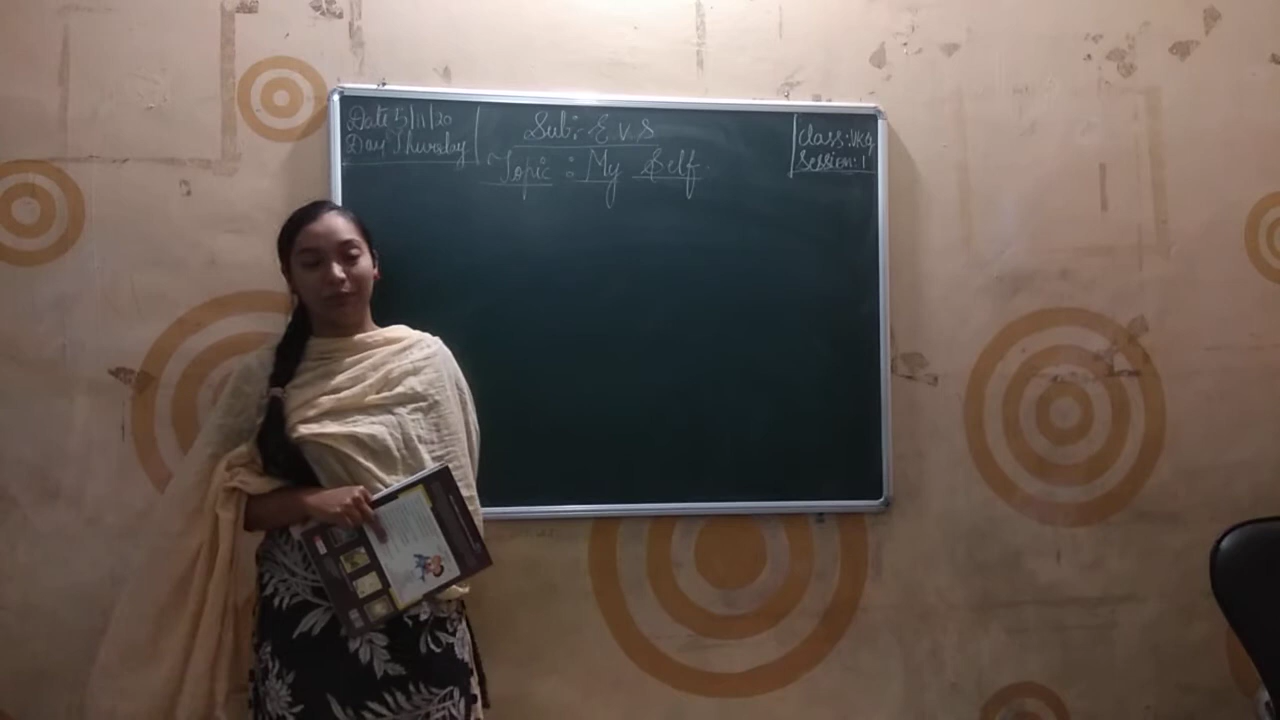 Date 5/11/20
Day Thursday
Sub:- E.V.S
Topic : My Self
Class: UKG
Session: 1